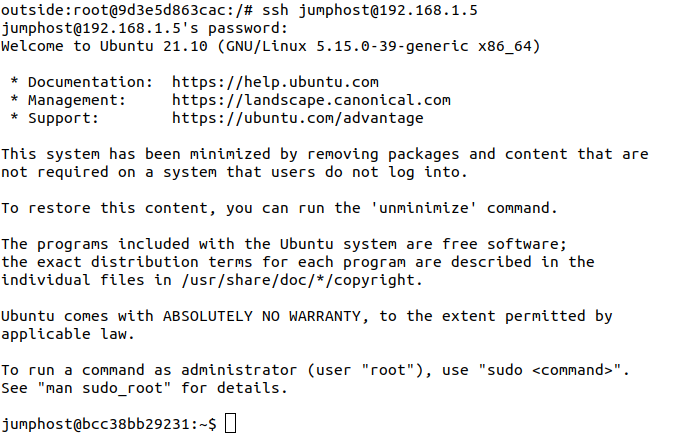 outside:root@9d3e5d863cac:/# ssh jumphost@192.168.1.5
jumphost@192.168.1.5's password:
Welcome to Ubuntu 21.10 (GNU/Linux 5.15.0-39-generic x86_64)
* Documentation:  https://help.ubuntu.com
* Management:     https://landscape.canonical.com
* Support:        https://ubuntu.com/advantage
This system has been minimized by removing packages and content that are
not required on a system that users do not log into.
To restore this content, you can run the 'unminimize' command.
The programs included with the Ubuntu system are free software;
the exact distribution terms for each program are described in the
individual files in /usr/share/doc/*/copyright.
Ubuntu comes with ABSOLUTELY NO WARRANTY, to the extent permitted by
applicable law.
To run a command as administrator (user "root"), use "sudo <command>".
See "man sudo_root" for details.
jumphost@bcc38bb29231:~$